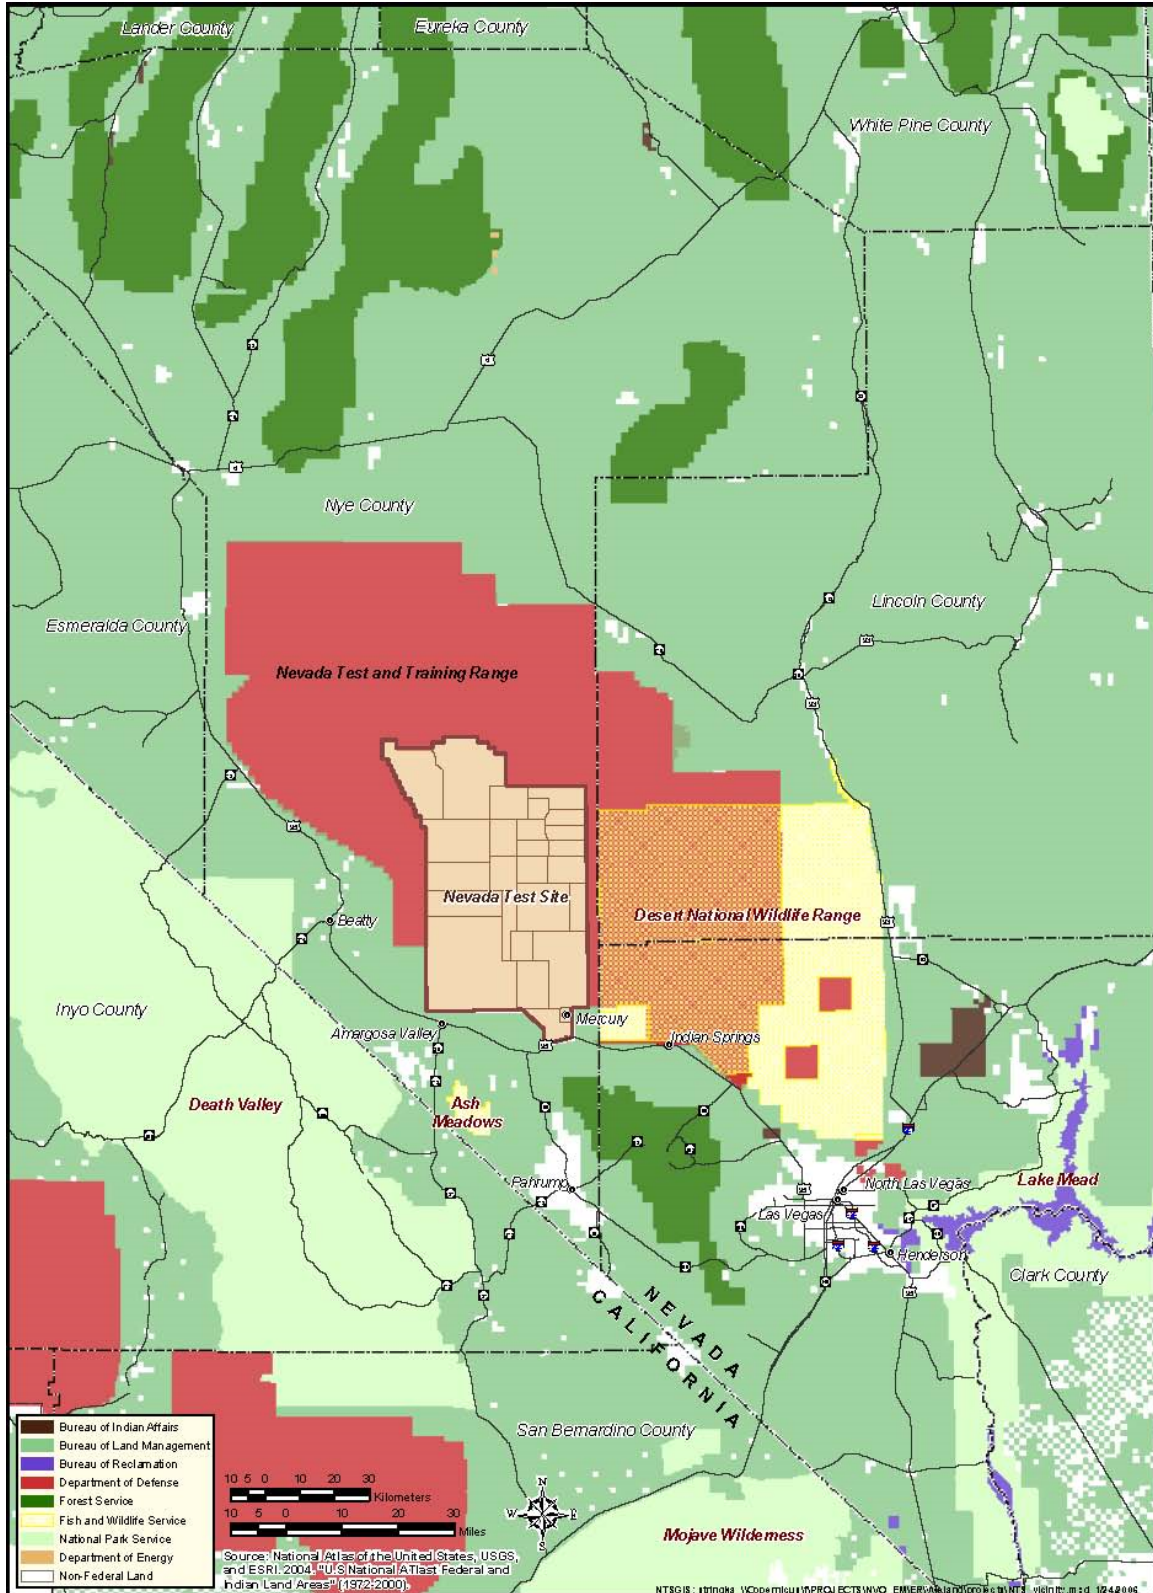 Lander County
Eureka County
White Pine County
Nye County
Lincoln County
Esmeralda County
Nevada Test and Training Range
Nevada Test Site
Desert National Wildlife Range
Beatty
Inyo County
Mercury
Amargosa Valley
Indian Springs
Death Valley
Ash
Meadows
Pahrump
North Las Vegas
Lake Mead
Las Vegas
Henderson
Clark County
NEVADA
CALIFORNIA
San Bernardino County
Mojave Wilderness
Bureau of Indian Affairs
Bureau of Land Management
Bureau of Reclamation
Department of Defense
Forest Service
Fish and Wildlife Service
National Park Service
Department of Energy
Non-Federal Land
10 5 0 10 20 30
Kilometers
10 5 0 10 20 30
Miles
N
W E
S
Source: National Atlas of the United States, USGS,
and ESRI. 2004. "U.S National ATlast Federal and
Indian Land Areas" (1972-2000).